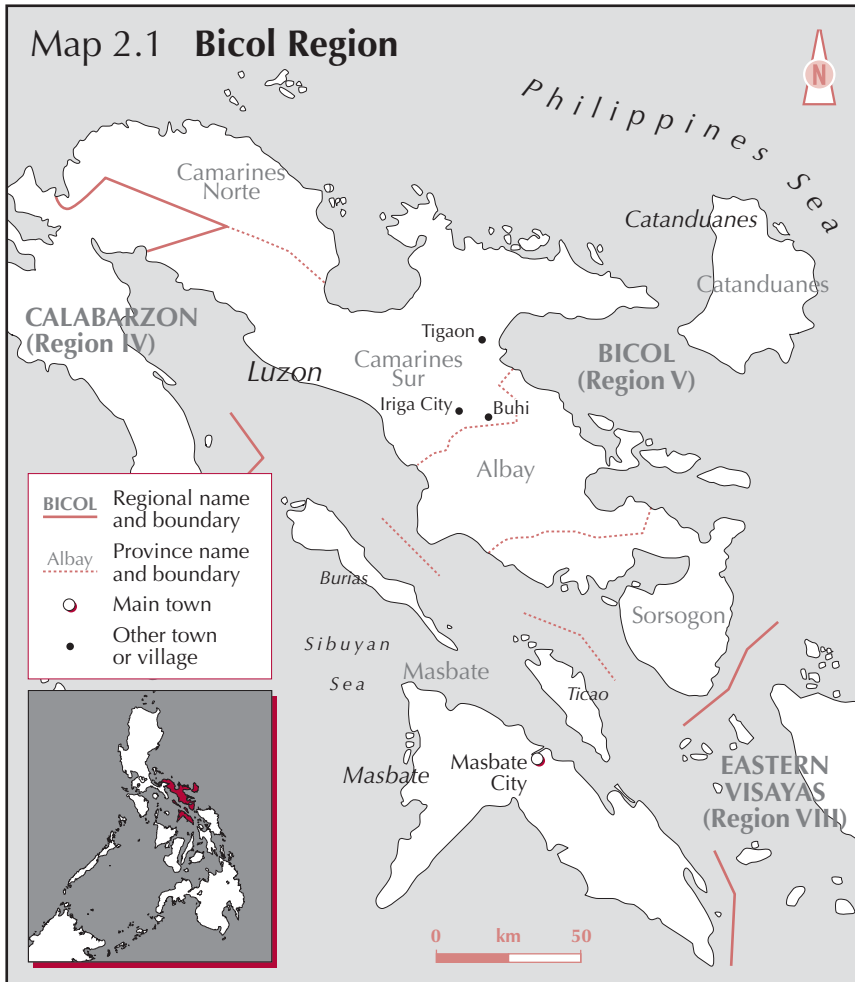 Map 2.1 Bicol Region
N
Philippines Sea
Camarines
Norte
Catanduanes
Catanduanes
CALABARZON
(Region IV)
Tigaon
BICOL
(Region V)
Luzon
Camarines
Sur
Iriga City
Buhi
Albay
BICOL
Regional name
and boundary
Albay
Province name
and boundary
Main town
Other town
or village
Burias
Sorsogon
Sibuyan
Sea
Masbate
Ticao
Masbate
Masbate
City
EASTERN
VISAYAS
(Region VIII)
0 km 50